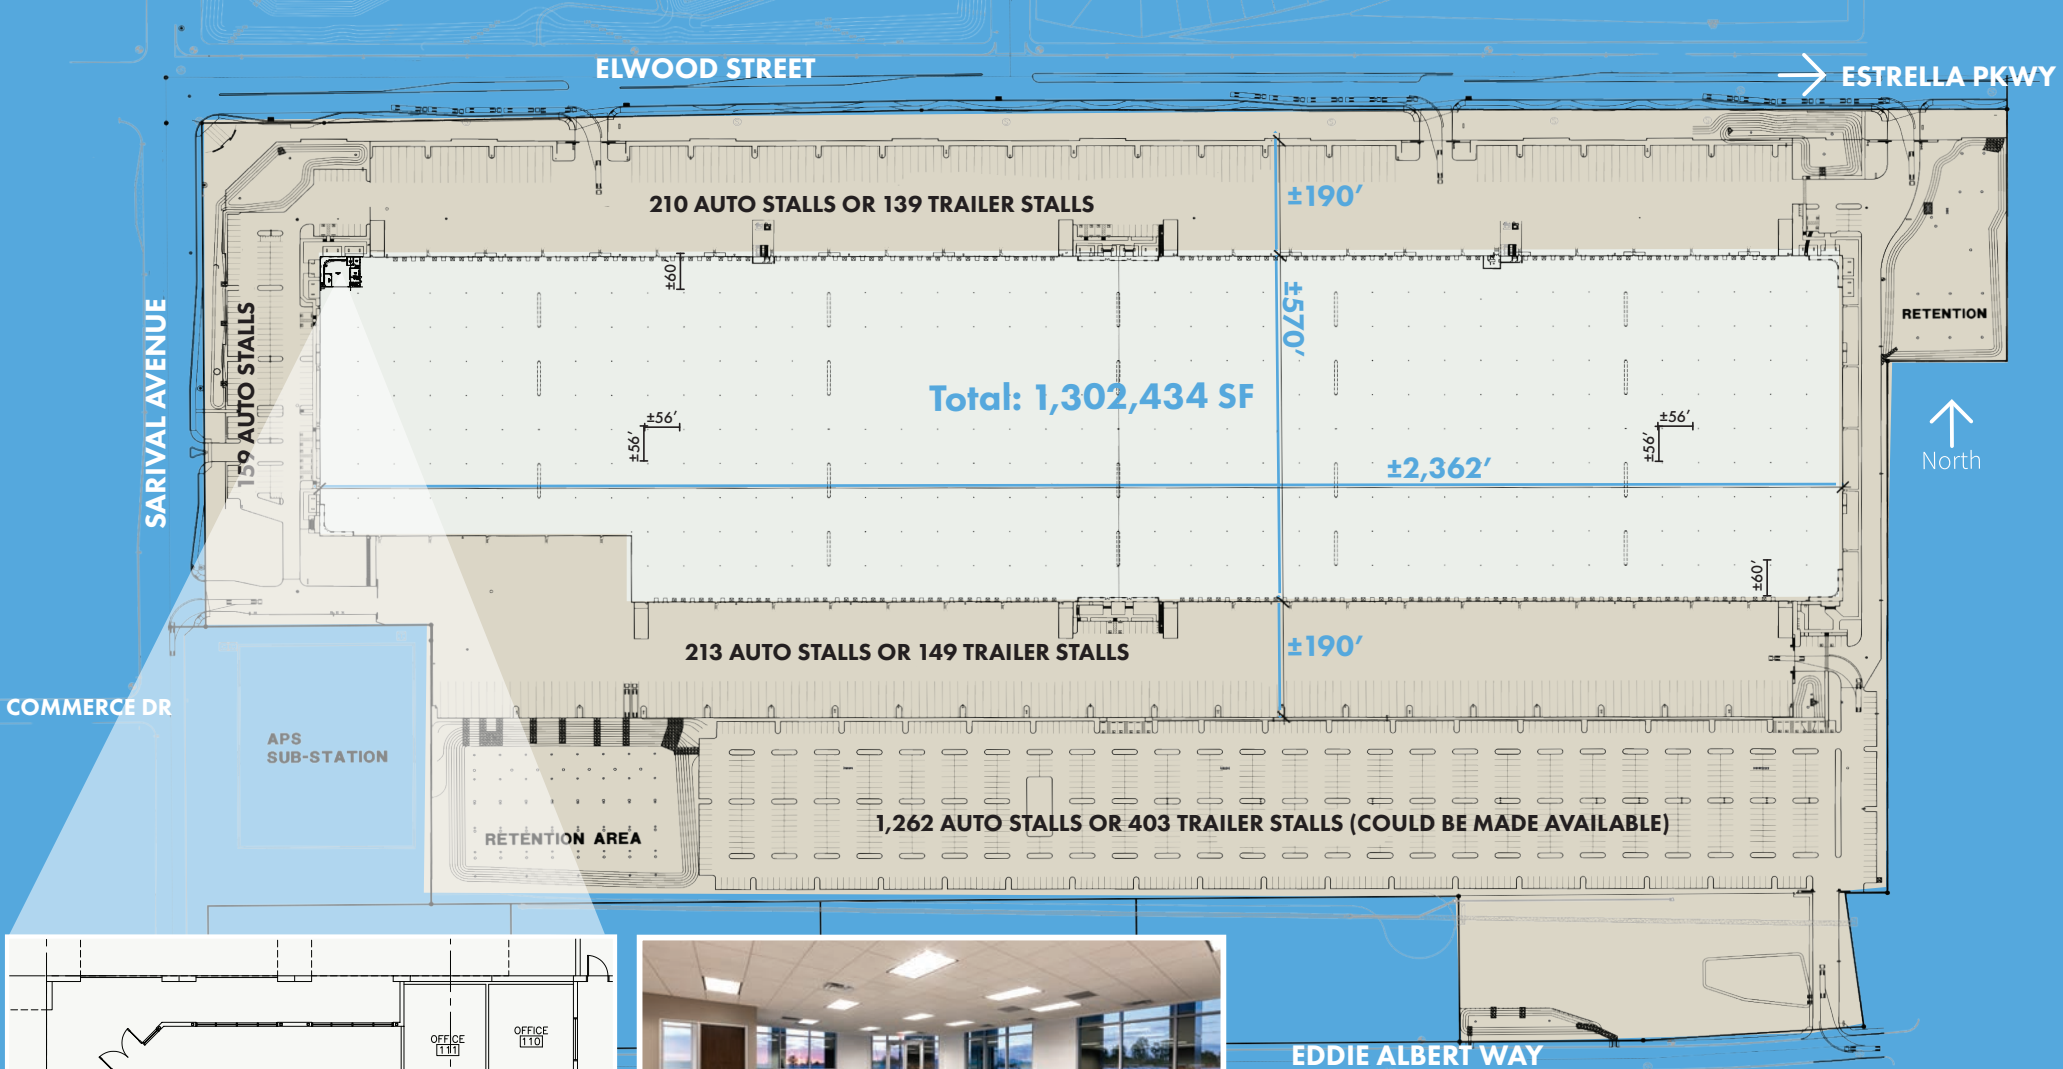 ELWOOD STREET
ESTRELLA PKWY
±190'
210 AUTO STALLS OR 139 TRAILER STALLS
±60'
±570'
RETENTION
SARIVAL AVENUE
159 AUTO STALLS
Total: 1,302,434 SF
±56'
±56'
±56'
±56'
North
±2,362'
±60'
±190'
213 AUTO STALLS OR 149 TRAILER STALLS
COMMERCE DR
APS
SUB-STATION
1,262 AUTO STALLS OR 403 TRAILER STALLS (COULD BE MADE AVAILABLE)
RETENTION AREA
OFFICE
111
OFFICE
110
EDDIE ALBERT WAY